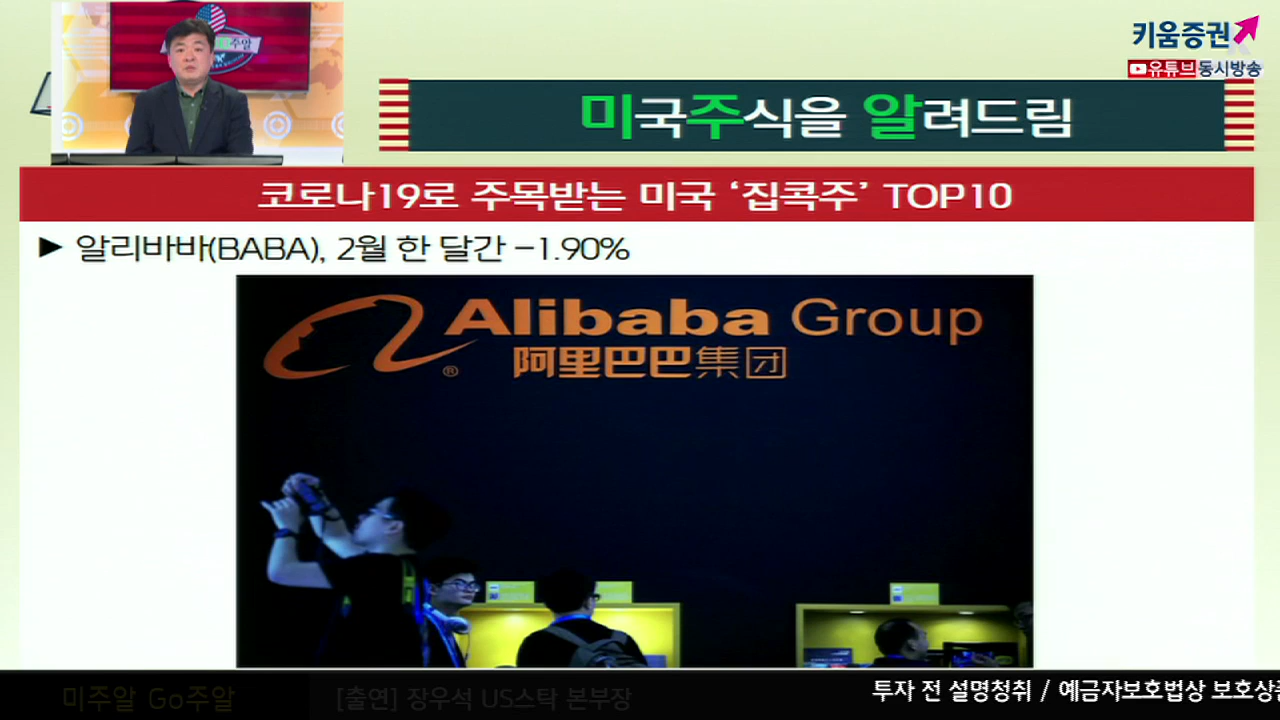 주알
키움증권
유튜브동시방송
미국주식을 알려드림
코로나19로 주목받는 미국 ‘집콕주’ TOP10
▶ 알리바바(BABA), 2월 한 달간 -1.90%
Alibaba Group
®
阿里巴巴集团
미주알 Go주알 [출연] 장우석 US스탁 본부장
투자 전 설명청취 / 예금자보호법상 보호상